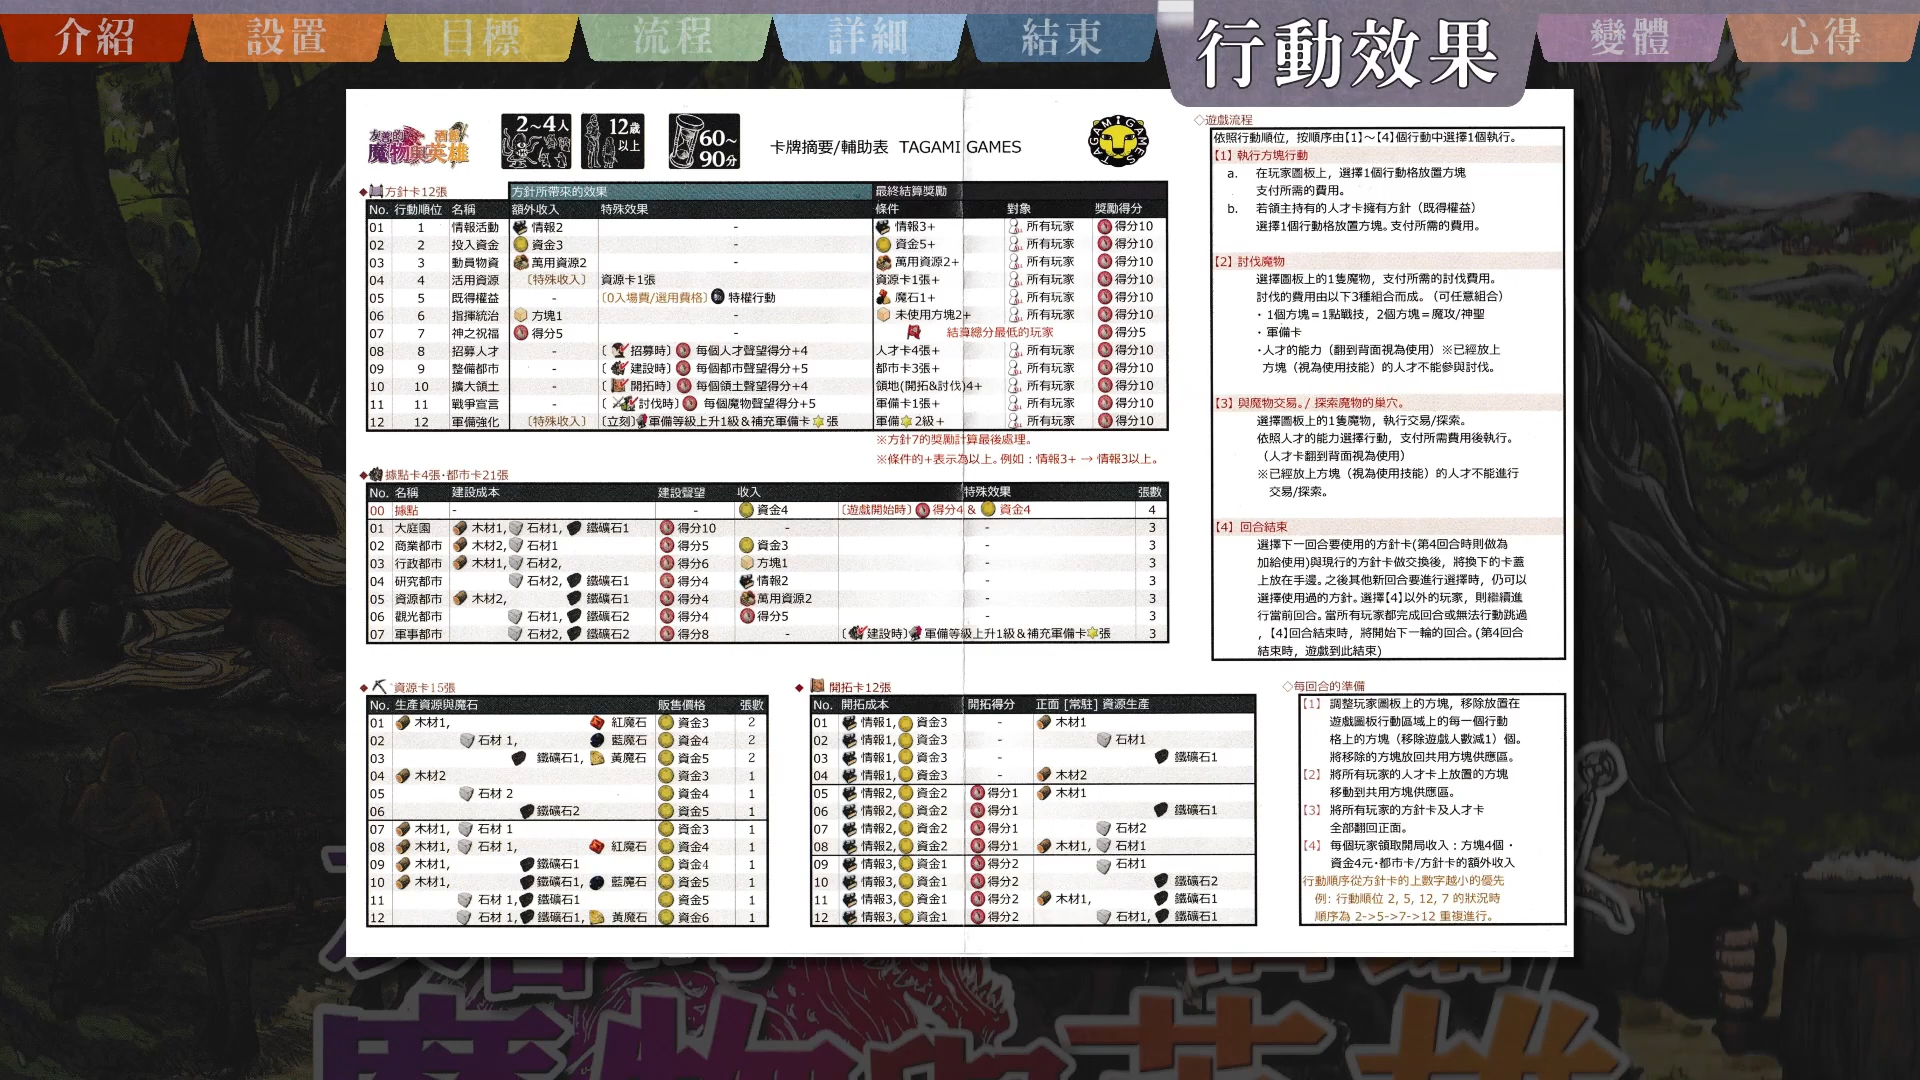 介紹
設置
目標
流程
詳細
結束
行動效果
變體
心得
友善的 酒館
魔物與英雄
2~4人
12歲以上
60~90分
卡牌摘要/輔助表 TAGAMI GAMES
TAGAMI GAMES
◆方針卡12張
方針所帶來的效果 最終結算獎勵
No. 行動順位 名稱 額外收入 特殊效果 條件 對象 獎勵得分
01 1 情報活動 情報2 - 情報3+ 所有玩家 得分10
02 2 投入資金 資金3 - 資金5+ 所有玩家 得分10
03 3 動員物資 萬用資源2 - 萬用資源2+ 所有玩家 得分10
04 4 活用資源 〔特殊收入〕 資源卡1張 資源卡1張+ 所有玩家 得分10
05 5 既得權益 - 〔0入場費/選用費格〕 特權行動 魔石1+ 所有玩家 得分10
06 6 指揮統治 方塊1 - 未使用方塊2+ 所有玩家 得分10
07 7 神之祝福 得分5 - 結算總分最低的玩家 得分5
08 8 招募人才 - 〔招募時〕 每個人才聲望得分+4 人才卡4張+ 所有玩家 得分10
09 9 整備都市 - 〔建設時〕 每個都市聲望得分+5 都市卡3張+ 所有玩家 得分10
10 10 擴大領土 - 〔開拓時〕 每個領土聲望得分+4 領地(開拓&討伐)4+ 所有玩家 得分10
11 11 戰爭宣言 - 〔討伐時〕 每個魔物聲望得分+5 軍備卡1張+ 所有玩家 得分10
12 12 軍備強化 〔特殊收入〕 〔立刻〕軍備等級上升1級&補充軍備卡張 軍備2級+ 所有玩家 得分10
※方針7的獎勵計算最後處理。
※條件的+表示為以上。例如：情報3+ → 情報3以上。
◆據點卡4張·都市卡21張
No. 名稱 建設成本 建設聲望 收入 特殊效果 張數
00 據點 - - 資金4 〔遊戲開始時〕得分4 & 資金4 4
01 大庭園 木材1, 石材1, 鐵礦石1 得分10 - - 3
02 商業都市 木材2, 石材1 得分5 資金3 - 3
03 行政都市 木材1, 石材2, 得分6 方塊1 - 3
04 研究都市 石材2, 鐵礦石1 得分4 情報2 - 3
05 資源都市 木材2, 鐵礦石1 得分4 萬用資源2 - 3
06 觀光都市 石材1, 鐵礦石2 得分4 得分5 - 3
07 軍事都市 石材2, 鐵礦石2 得分8 - 〔建設時〕軍備等級上升1級&補充軍備卡張 3
◆資源卡15張
No. 生產資源與魔石 販售價格 張數
01 木材1, 紅魔石 資金3 2
02 石材 1, 藍魔石 資金4 2
03 鐵礦石1, 黃魔石 資金5 2
04 木材2 資金3 1
05 石材 2 資金4 1
06 鐵礦石2 資金5 1
07 木材1, 石材 1 資金3 1
08 木材1, 石材 1, 紅魔石 資金4 1
09 木材1, 鐵礦石1 資金4 1
10 木材1, 鐵礦石1, 藍魔石 資金5 1
11 石材 1, 鐵礦石1 資金5 1
12 石材 1, 鐵礦石1, 黃魔石 資金6 1
◆開拓卡12張
No. 開拓成本 開拓得分 正面 [常駐] 資源生產
01 情報1, 資金3 - 木材1
02 情報1, 資金3 - 石材1
03 情報1, 資金3 - 鐵礦石1
04 情報1, 資金3 - 木材2
05 情報2, 資金2 得分1 木材1
06 情報2, 資金2 得分1 鐵礦石1
07 情報2, 資金2 得分1 石材2
08 情報2, 資金2 得分1 木材1, 石材1
09 情報3, 資金1 得分2 石材1
10 情報3, 資金1 得分2 鐵礦石2
11 情報3, 資金1 得分2 木材1, 鐵礦石1
12 情報3, 資金1 得分2 石材1, 鐵礦石1
◇遊戲流程
依照行動順位，按順序由【1】～【4】個行動中選擇1個執行。
【1】執行方塊行動
a. 在玩家圖板上，選擇1個行動格放置方塊
支付所需的費用。
b. 若領主持有的人才卡擁有方針（既得權益）
選擇1個行動格放置方塊。支付所需的費用。
【2】討伐魔物
選擇圖板上的1隻魔物，支付所需的討伐費用。
討伐的費用由以下3種組合而成。（可任意組合）
・1個方塊＝1點戰技，2個方塊＝魔攻/神聖
・軍備卡
・人才的能力（翻到背面視為使用）※已經放上
方塊（視為使用技能）的人才不能參與討伐。
【3】與魔物交易。/ 探索魔物的巢穴。
選擇圖板上的1隻魔物，執行交易/探索。
依照人才的能力選擇行動，支付所需費用後執行。
（人才卡翻到背面視為使用）
※已經放上方塊（視為使用技能）的人才不能進行
交易/探索。
【4】回合結束
選擇下一回合要使用的方針卡(第4回合時則做為
加給使用)與現行的方針卡做交換後，將換下的卡蓋
上放在手邊。之後其他新回合要進行選擇時，仍可以
選擇使用過的方針。選擇【4】以外的玩家，則繼續進
行當前回合。當所有玩家都完成回合或無法行動跳過
，【4】回合結束時，將開始下一輪的回合。(第4回合
結束時，遊戲到此結束)
◇每回合的準備
【1】 調整玩家圖板上的方塊，移除放置在
遊戲圖板行動區域上的每一個行動
格上的方塊（移除遊戲人數減1）個。
將移除的方塊放回共用方塊供應區。
【2】 將所有玩家的人才卡上放置的方塊
移動到共用方塊供應區。
【3】 將所有玩家的方針卡及人才卡
全部翻回正面。
【4】 每個玩家領取開局收入：方塊4個・
資金4元・都市卡/方針卡的額外收入
行動順序從方針卡的上數字越小的優先
例: 行動順位 2, 5, 12, 7 的狀況時
順序為 2->5->7->12 重複進行。